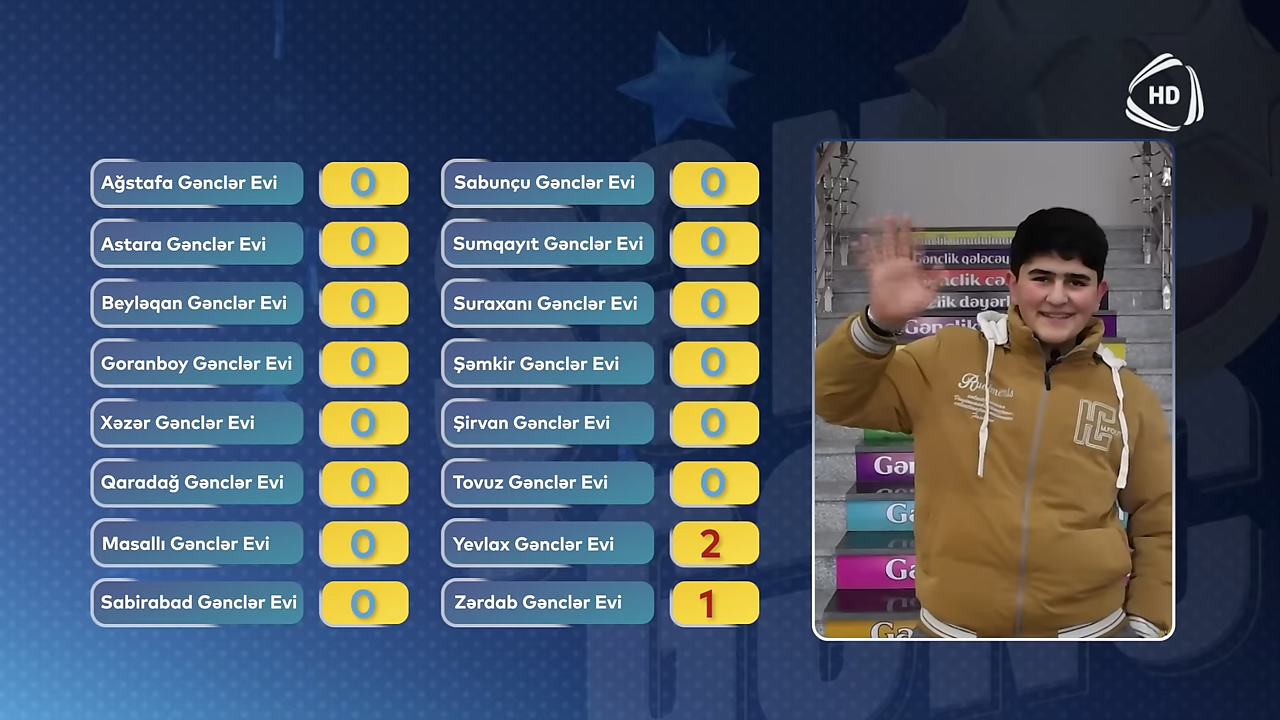 HD
Ağstafa Gənclər Evi 0
Astara Gənclər Evi 0
Beyləqan Gənclər Evi 0
Goranboy Gənclər Evi 0
Xəzər Gənclər Evi 0
Qaradağ Gənclər Evi 0
Masallı Gənclər Evi 0
Sabirabad Gənclər Evi 0
Sabunçu Gənclər Evi 0
Sumqayıt Gənclər Evi 0
Suraxanı Gənclər Evi 0
Şəmkir Gənclər Evi 0
Şirvan Gənclər Evi 0
Tovuz Gənclər Evi 0
Yevlax Gənclər Evi 2
Zərdab Gənclər Evi 1
Gənclik
Gənclik
Rudiments